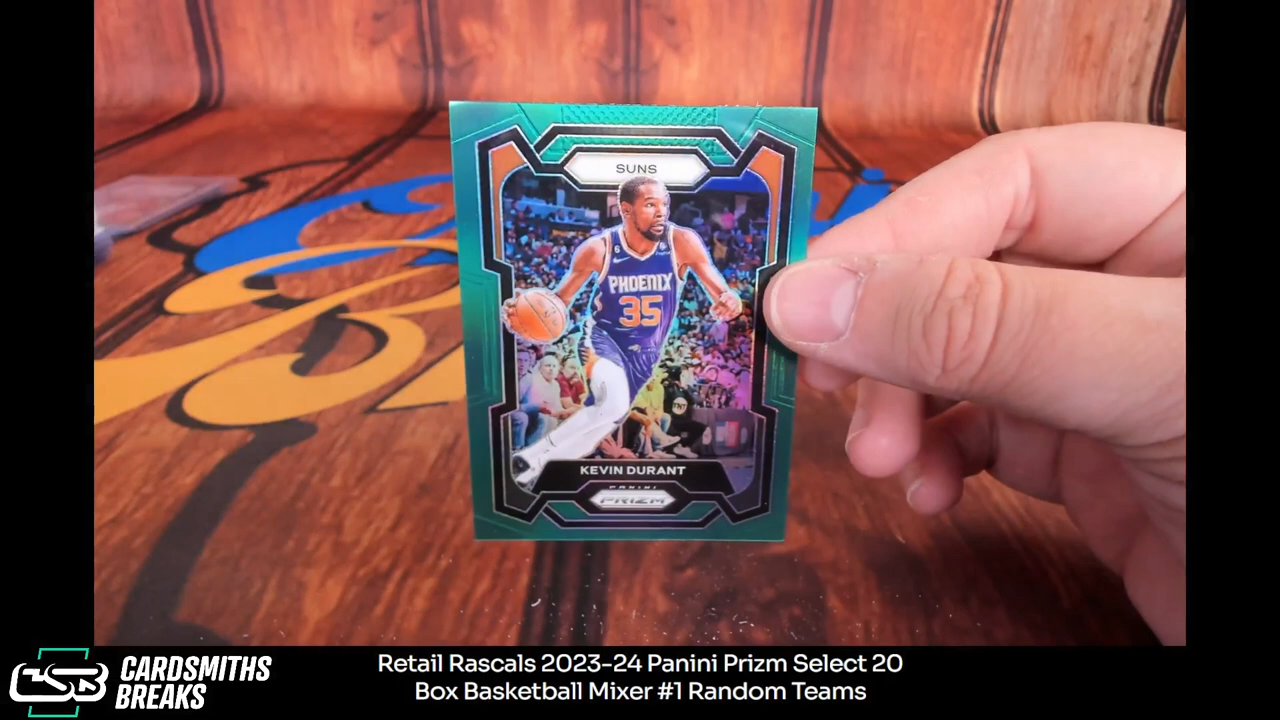 SUNS
PHOENIX
35
TNT
KEVIN DURANT
PANINI
PRIZM
CSB CARDSMITHS
BREAKS
Retail Rascals 2023-24 Panini Prizm Select 20
Box Basketball Mixer #1 Random Teams